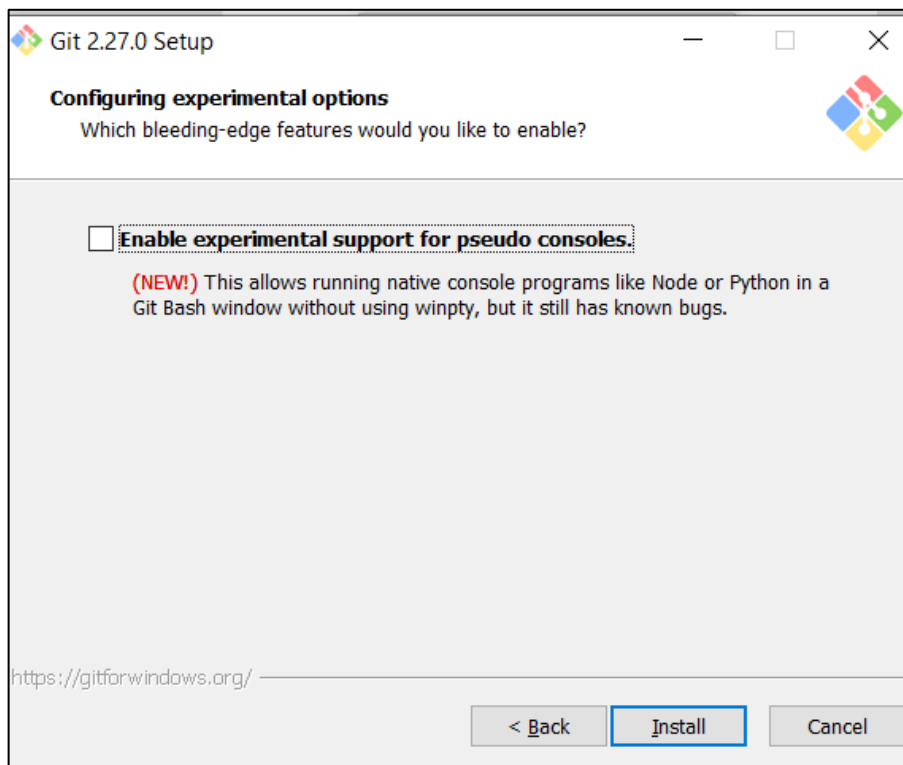 Git 2.27.0 Setup
Configuring experimental options
Which bleeding-edge features would you like to enable?
Enable experimental support for pseudo consoles.
(NEW!) This allows running native console programs like Node or Python in a
Git Bash window without using winpty, but it still has known bugs.
https://gitforwindows.org/
< Back
Install
Cancel